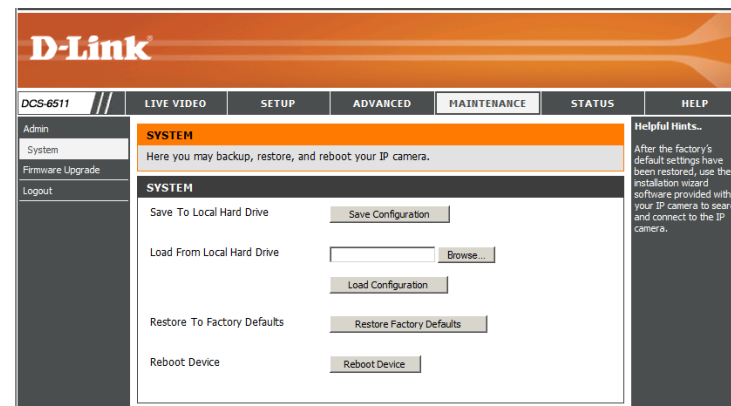 D-Link
DCS-6511
LIVE VIDEO
SETUP
ADVANCED
MAINTENANCE
STATUS
HELP
Admin
System
Firmware Upgrade
Logout
SYSTEM
Here you may backup, restore, and reboot your IP camera.
SYSTEM
Save To Local Hard Drive
Save Configuration
Load From Local Hard Drive
Browse...
Load Configuration
Restore To Factory Defaults
Restore Factory Defaults
Reboot Device
Reboot Device
Helpful Hints..
After the factory's
default settings have
been restored, use the
installation wizard
software provided with
your IP camera to sear
and connect to the IP
camera.